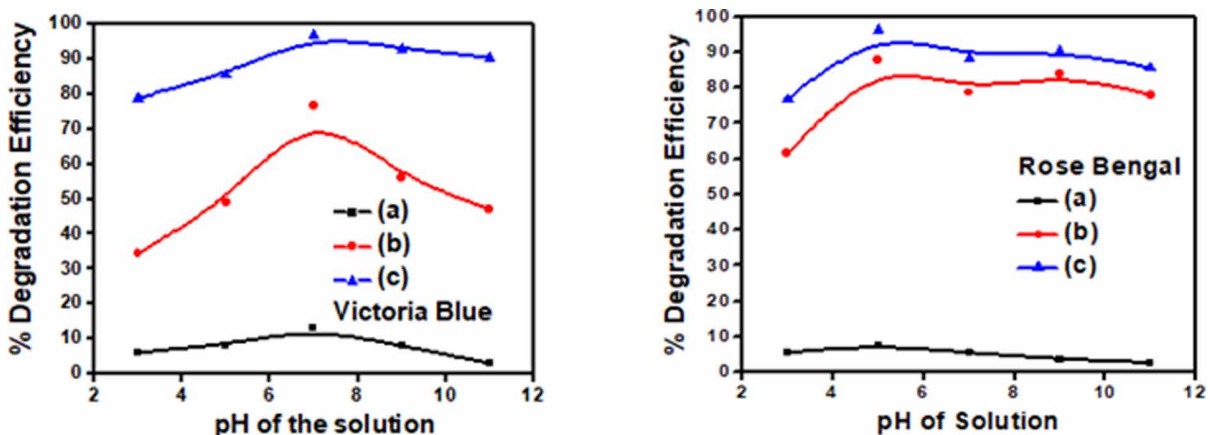 % Degradation Efficiency
100
90
80
70
60
50
40
30
20
10
0
(a)
(b)
(c)
Victoria Blue
2 4 6 8 10 12
pH of the solution
% Degradation Efficiency
100
90
80
70
60
50
40
30
20
10
0
Rose Bengal
(a)
(b)
(c)
2 4 6 8 10 12
pH of Solution